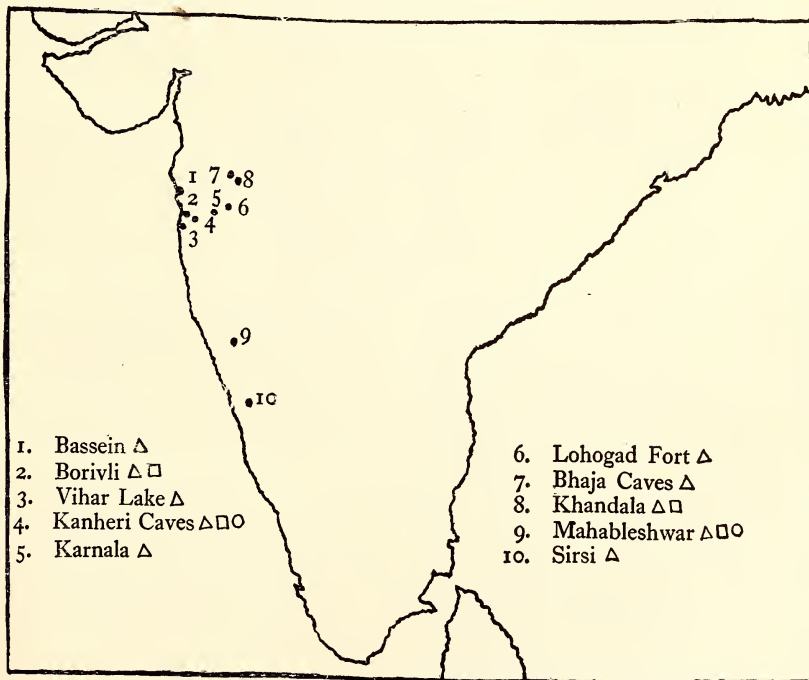 1 7 8
2 5 6
4
3
9
10
1. Bassein △
2. Borivli △ □
3. Vihar Lake △
4. Kanheri Caves △□○
5. Karnala △
6. Lohogad Fort △
7. Bhaja Caves △
8. Khandala △□
9. Mahableshwar △□○
10. Sirsi △